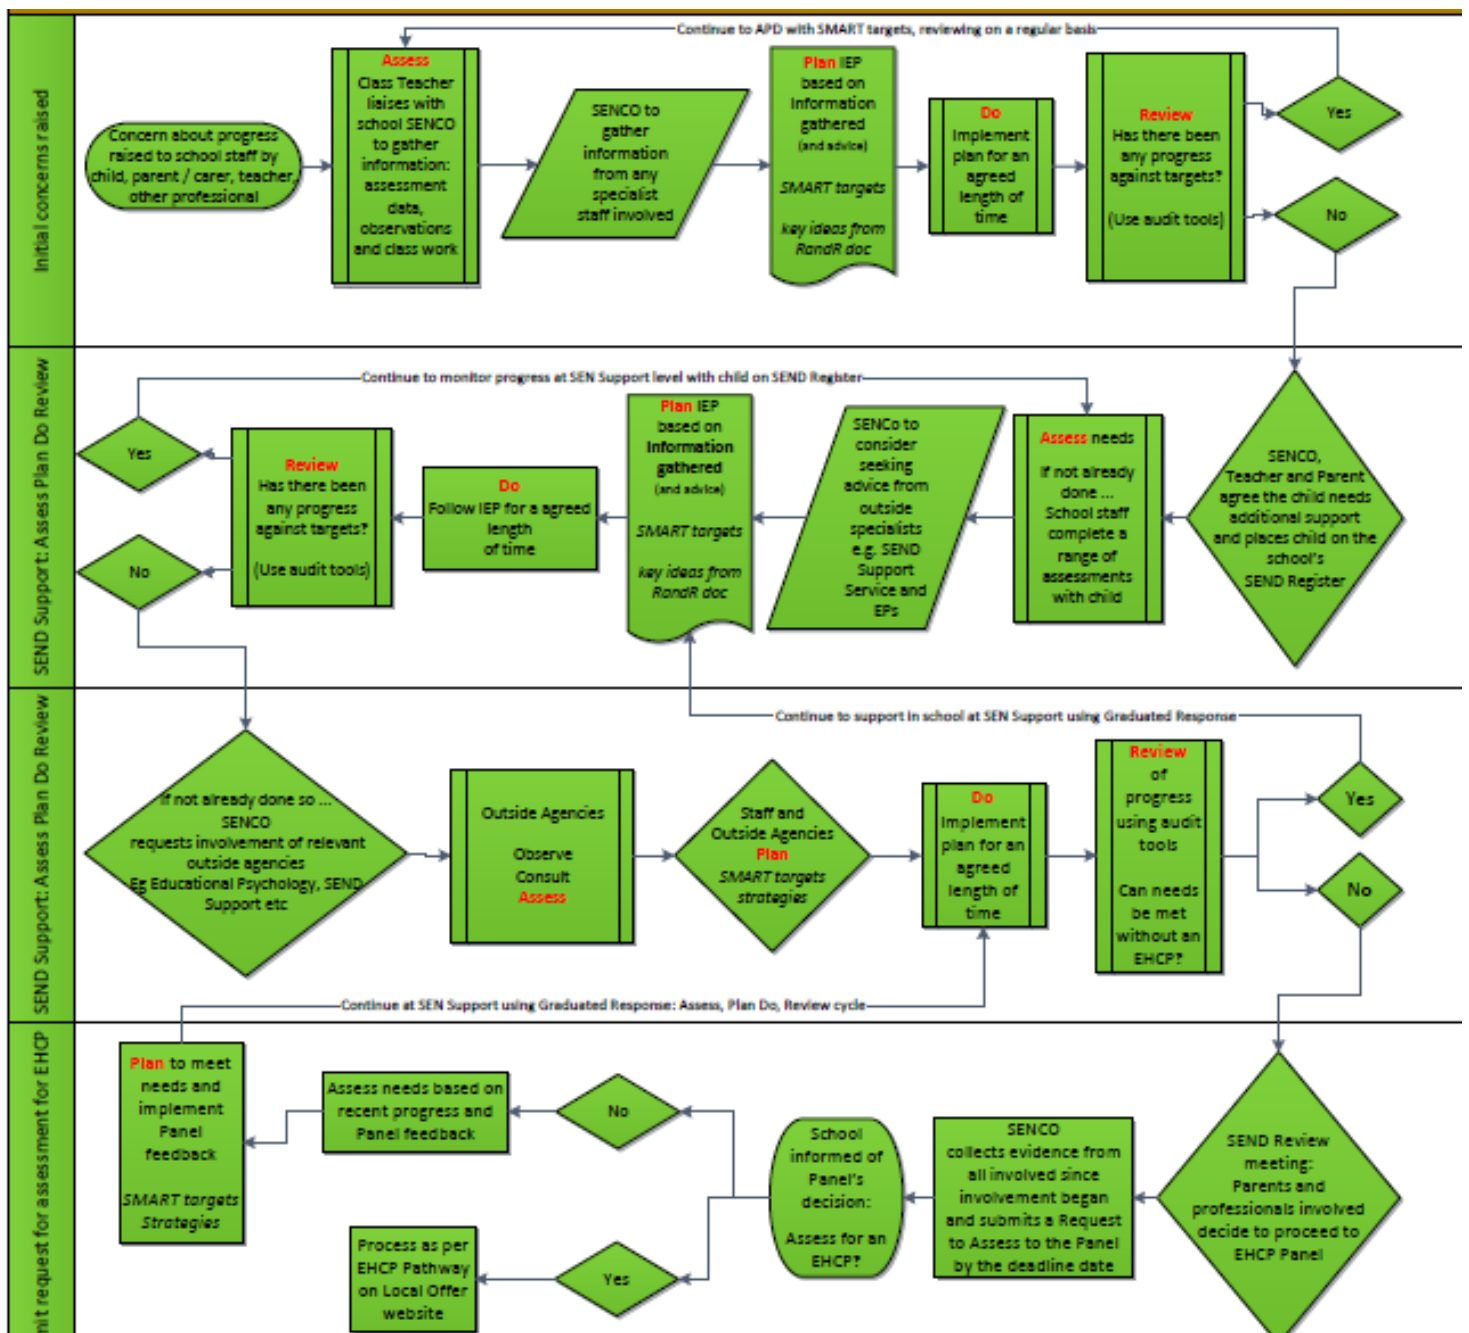 Initial concerns raised
Continue to APD with SMART targets, reviewing on a regular basis
Concern about progress
raised to school staff by
child, parent / carer, teacher,
other professional
Assess
Class Teacher
liaises with
school SENCO
to gather
information:
assessment
data,
observations
and class work
SENCO to
gather
information
from any
specialist
staff involved
Plan IEP
based on
Information
gathered
(and advice)
SMART targets
key ideas from
RandR doc
Do
Implement
plan for an
agreed
length of
time
Review
Has there been
any progress
against targets?
(Use audit tools)
Yes
No
SEND Support: Assess Plan Do Review
Continue to monitor progress at SEN Support level with child on SEND Register
SENCO,
Teacher and Parent
agree the child needs
additional support
and places child on the
school's
SEND Register
Assess needs
If not already
done ...
School staff
complete a
range of
assessments
with child
SENCo to
consider
seeking
advice from
outside
specialists
e.g. SEND
Support
Service and
EPs
Plan IEP
based on
Information
gathered
(and advice)
SMART targets
key ideas from
RandR doc
Do
Follow IEP for a agreed
length
of time
Review
Has there been
any progress
against targets?
(Use audit tools)
Yes
No
SEND Support: Assess Plan Do Review
Continue to support in school at SEN Support using Graduated Response
If not already done so ...
SENCO
requests involvement of relevant
outside agencies
Eg Educational Psychology, SEND
Support etc
Outside Agencies
Observe
Consult
Assess
Staff and
Outside Agencies
Plan
SMART targets
strategies
Do
Implement
plan for an
agreed
length of
time
Review
of
progress
using audit
tools
Can needs
be met
without an
EHCP?
Yes
No
Continue at SEN Support using Graduated Response: Assess, Plan Do, Review cycle
request for assessment for EHCP
SEND Review
meeting:
Parents and
professionals involved
decide to proceed to
EHCP Panel
SENCO
collects evidence from
all involved since
involvement began
and submits a Request
to Assess to the Panel
by the deadline date
School
informed of
Panel's
decision:
Assess for an
EHCP?
No
Yes
Assess needs based on
recent progress and
Panel feedback
Plan to meet
needs and
implement
Panel
feedback
SMART targets
Strategies
Process as per
EHCP Pathway
on Local Offer
website